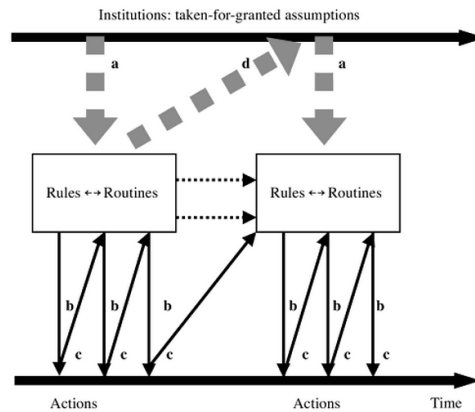 Institutions: taken-for-granted assumptions
a d a
Rules ↔ Routines Rules ↔ Routines
b b b b b b
c c c c c c
Actions Actions Time